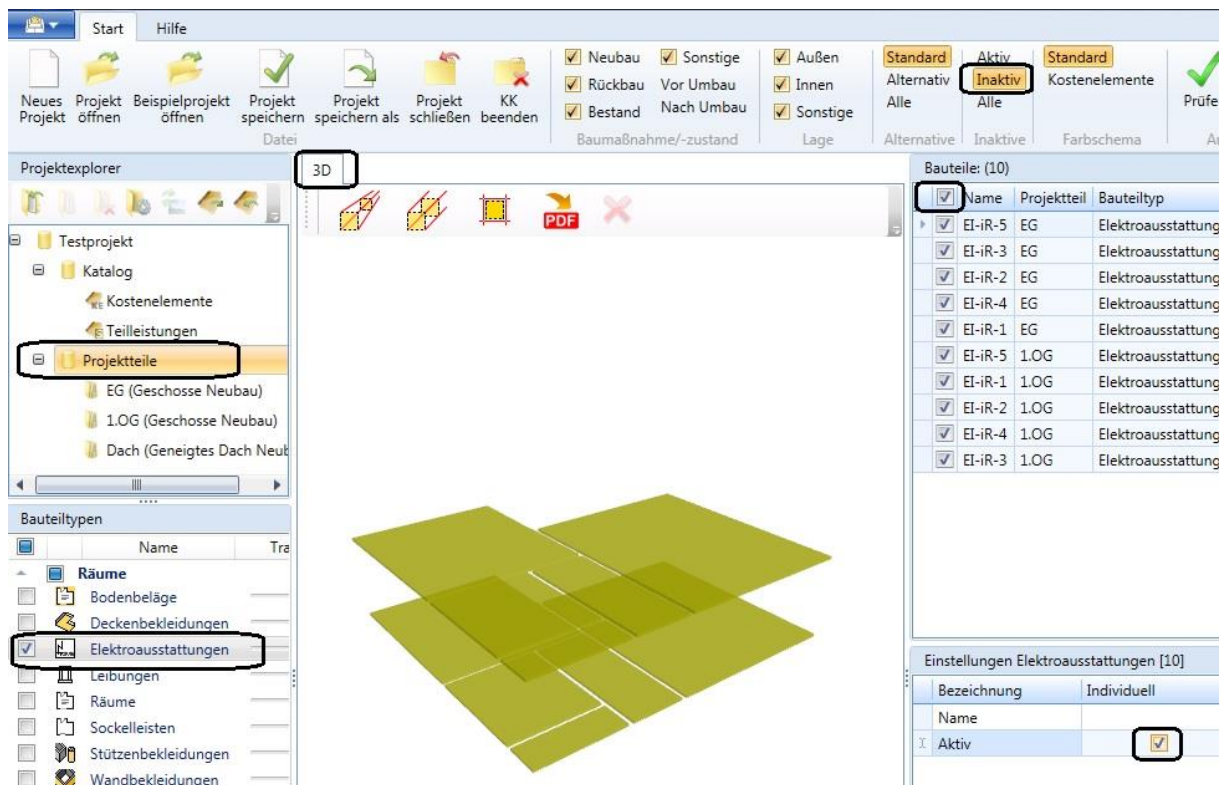 Start Hilfe
Neues Projekt
Projekt öffnen
Beispielprojekt öffnen
Projekt speichern
Projekt speichern als
Projekt schließen
KK beenden
Datei
Neubau Sonstige
Rückbau Vor Umbau
Bestand Nach Umbau
Baumaßnahme/-zustand
Außen
Innen
Sonstige
Lage
Standard
Alternativ
Alle
Alternative
Aktiv
Inaktiv
Alle
Inaktive
Standard
Kostenelemente
Farbschema
Prüfe
Projektexplorer
Testprojekt
Katalog
Kostenelemente
Teilleistungen
Projektteile
EG (Geschosse Neubau)
1.OG (Geschosse Neubau)
Dach (Geneigtes Dach Neub
Bauteiltypen
Name Tra
Räume
Bodenbeläge
Deckenbekleidungen
Elektroausstattungen
Leibungen
Räume
Sockelleisten
Stützenbekleidungen
Wandbekleidungen
3D
PDF
Bauteile: (10)
Name Projektteil Bauteiltyp
EI-iR-5 EG Elektroausstattung
EI-iR-3 EG Elektroausstattung
EI-iR-2 EG Elektroausstattung
EI-iR-4 EG Elektroausstattung
EI-iR-1 EG Elektroausstattung
EI-iR-5 1.OG Elektroausstattung
EI-iR-1 1.OG Elektroausstattung
EI-iR-2 1.OG Elektroausstattung
EI-iR-4 1.OG Elektroausstattung
EI-iR-3 1.OG Elektroausstattung
Einstellungen Elektroausstattungen [10]
Bezeichnung Individuell
Name
Aktiv